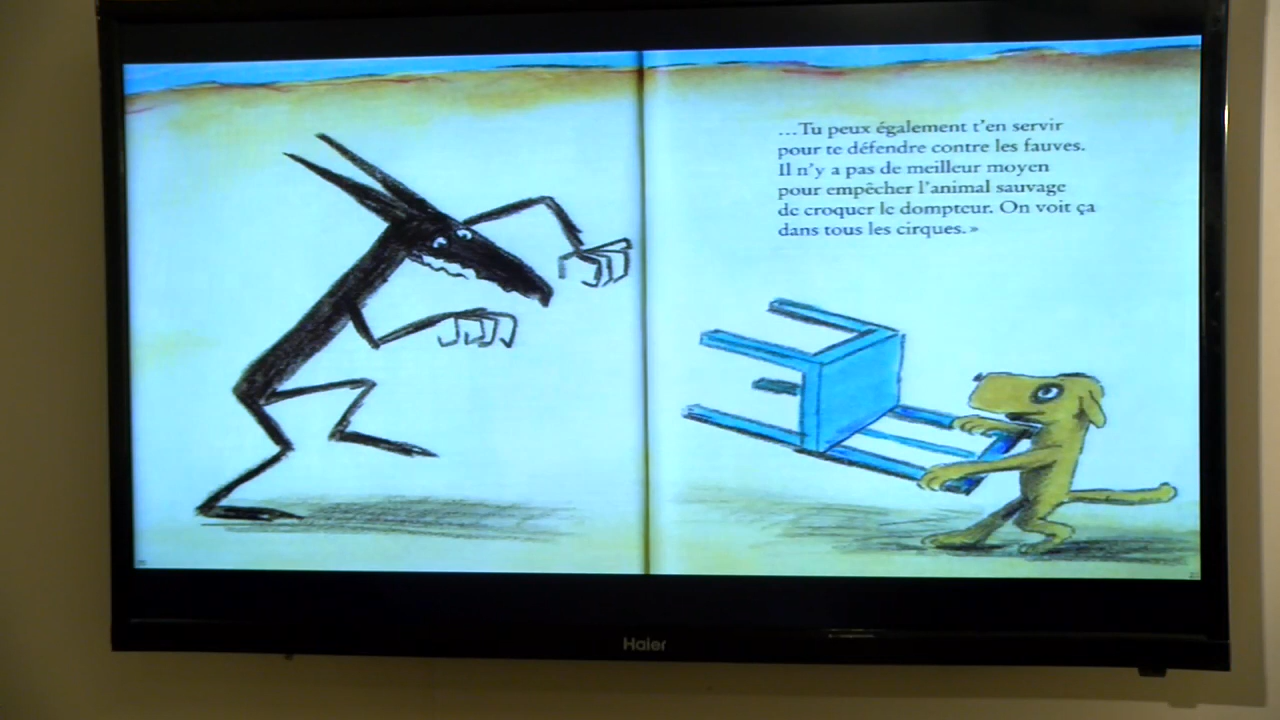 ...Tu peux également t'en servir
pour te défendre contre les fauves.
Il n'y a pas de meilleur moyen
pour empêcher l'animal sauvage
de croquer le dompteur. On voit ça
dans tous les cirques.»
Haier